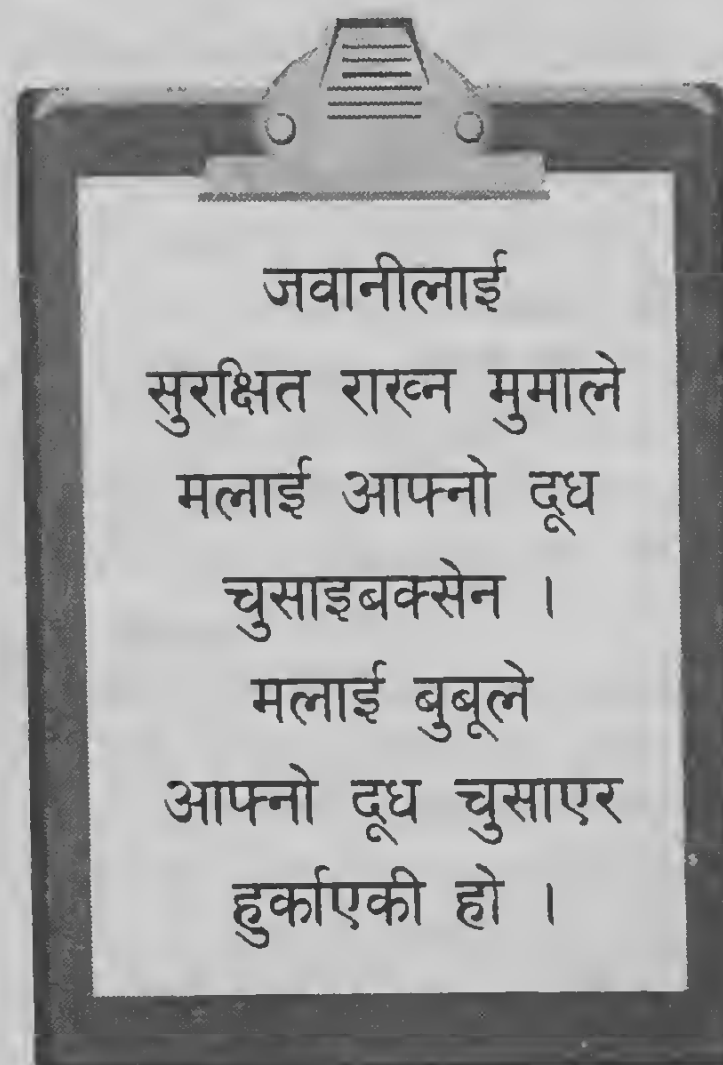 जवानीलाई
सुरक्षित राख्न मुमाले
मलाई आफ्नो दूध
चुसाइबक्सेन ।
मलाई बुबूले
आफ्नो दूध चुसाएर
हुर्काएकी हो ।